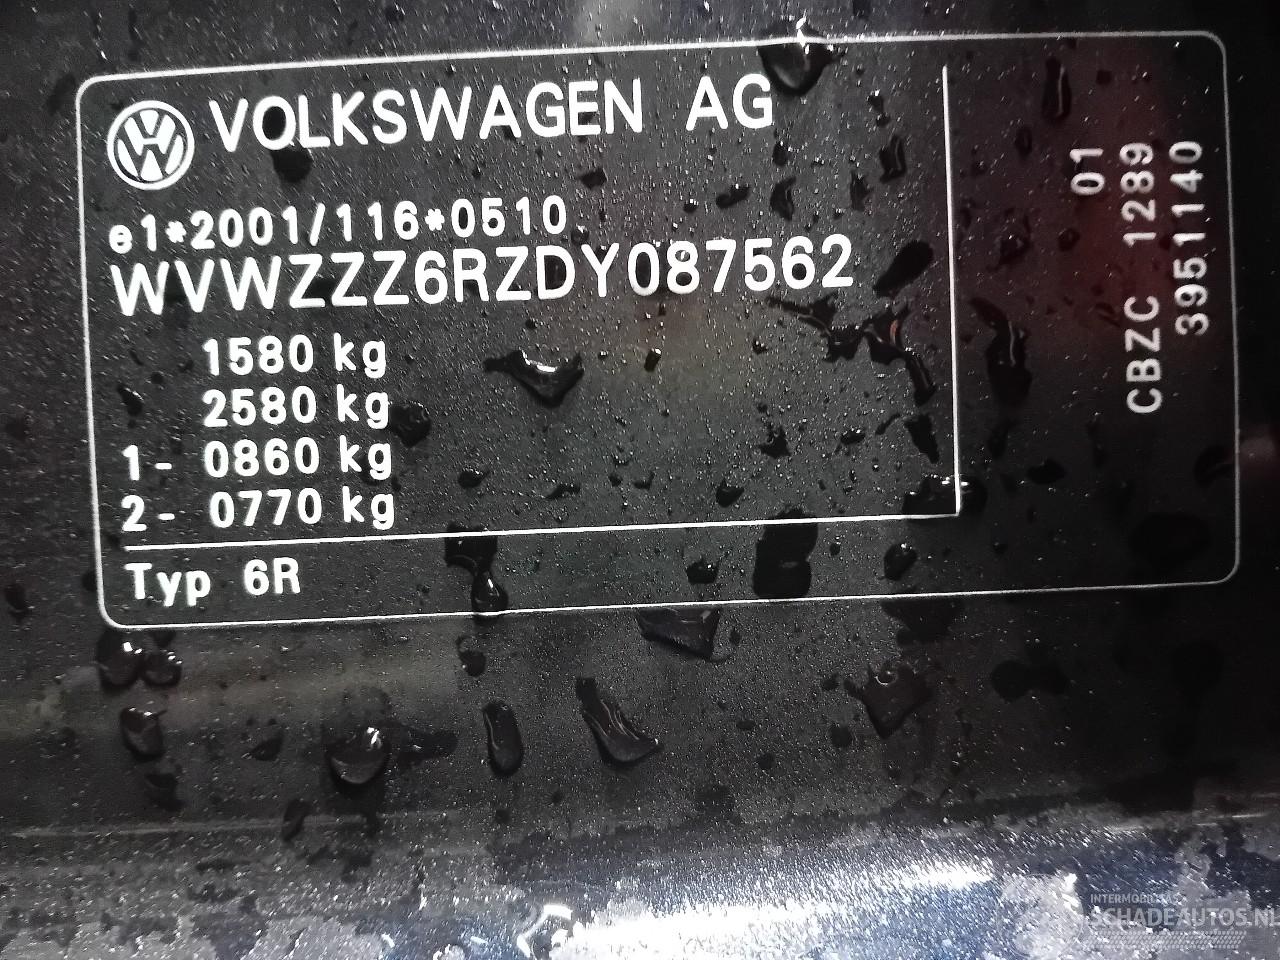 VOLKSWAGEN AG
e1*2001/116*0510
WVWZZZ6RZDY087562
1580 kg
2580 kg
1- 0860 kg
2- 0770 kg
Typ 6R
01
CBZC 1289
3951140
INTERMOBILITAS
SCHADEAUTOS.NL